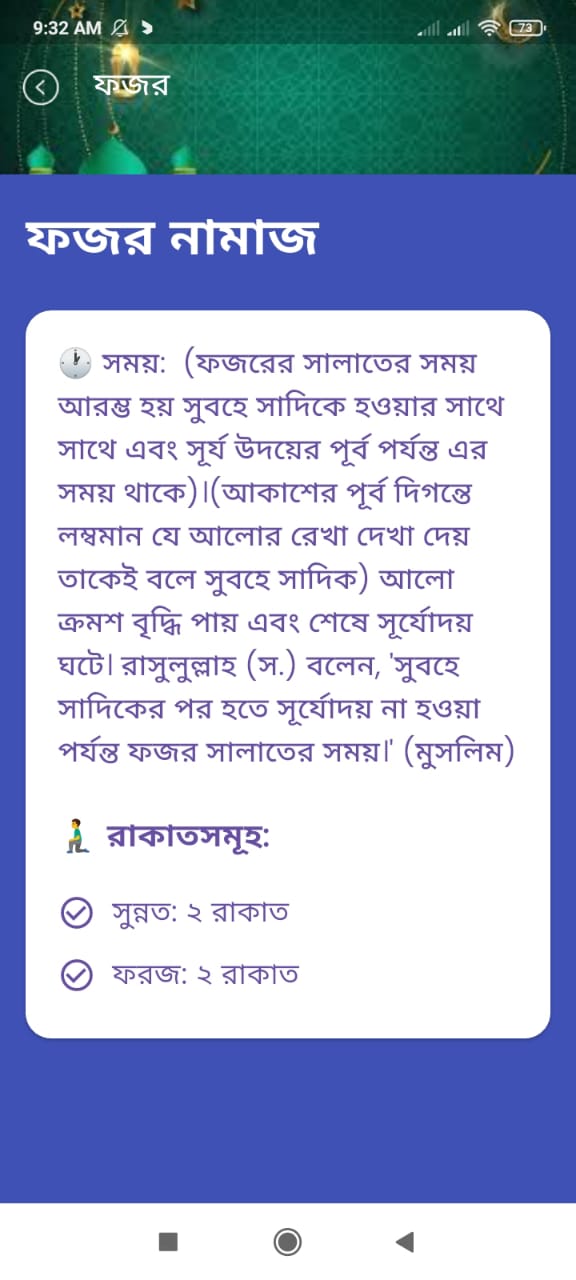 9:32 AM
73
ফজর
ফজর নামাজ
🕐 সময়:  (ফজরের সালাতের সময়
আরম্ভ হয় সুবহে সাদিকে হওয়ার সাথে
সাথে এবং সূর্য উদয়ের পূর্ব পর্যন্ত এর
সময় থাকে)।(আকাশের পূর্ব দিগন্তে
লম্বমান যে আলোর রেখা দেখা দেয়
তাকেই বলে সুবহে সাদিক) আলো
ক্রমশ বৃদ্ধি পায় এবং শেষে সূর্যোদয়
ঘটে। রাসুলুল্লাহ (স.) বলেন, 'সুবহে
সাদিকের পর হতে সূর্যোদয় না হওয়া
পর্যন্ত ফজর সালাতের সময়।' (মুসলিম)
🧎‍♂️ রাকাতসমূহ:
সুন্নত: ২ রাকাত
ফরজ: ২ রাকাত